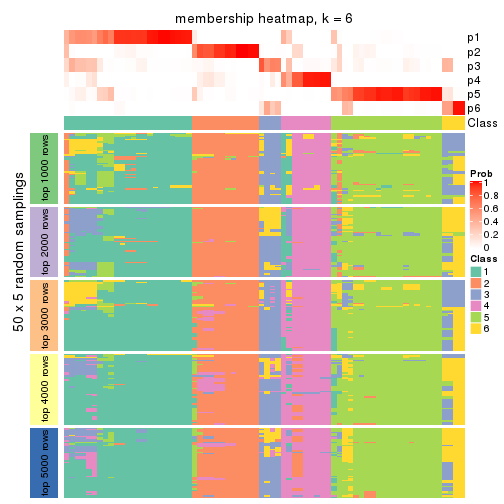 membership heatmap, k = 6
p1
p2
p3
p4
p5
p6
Class
50 x 5 random samplings
top 1000 rows
top 2000 rows
top 3000 rows
top 4000 rows
top 5000 rows
Prob
1
0.8
0.6
0.4
0.2
0
Class
1
2
3
4
5
6